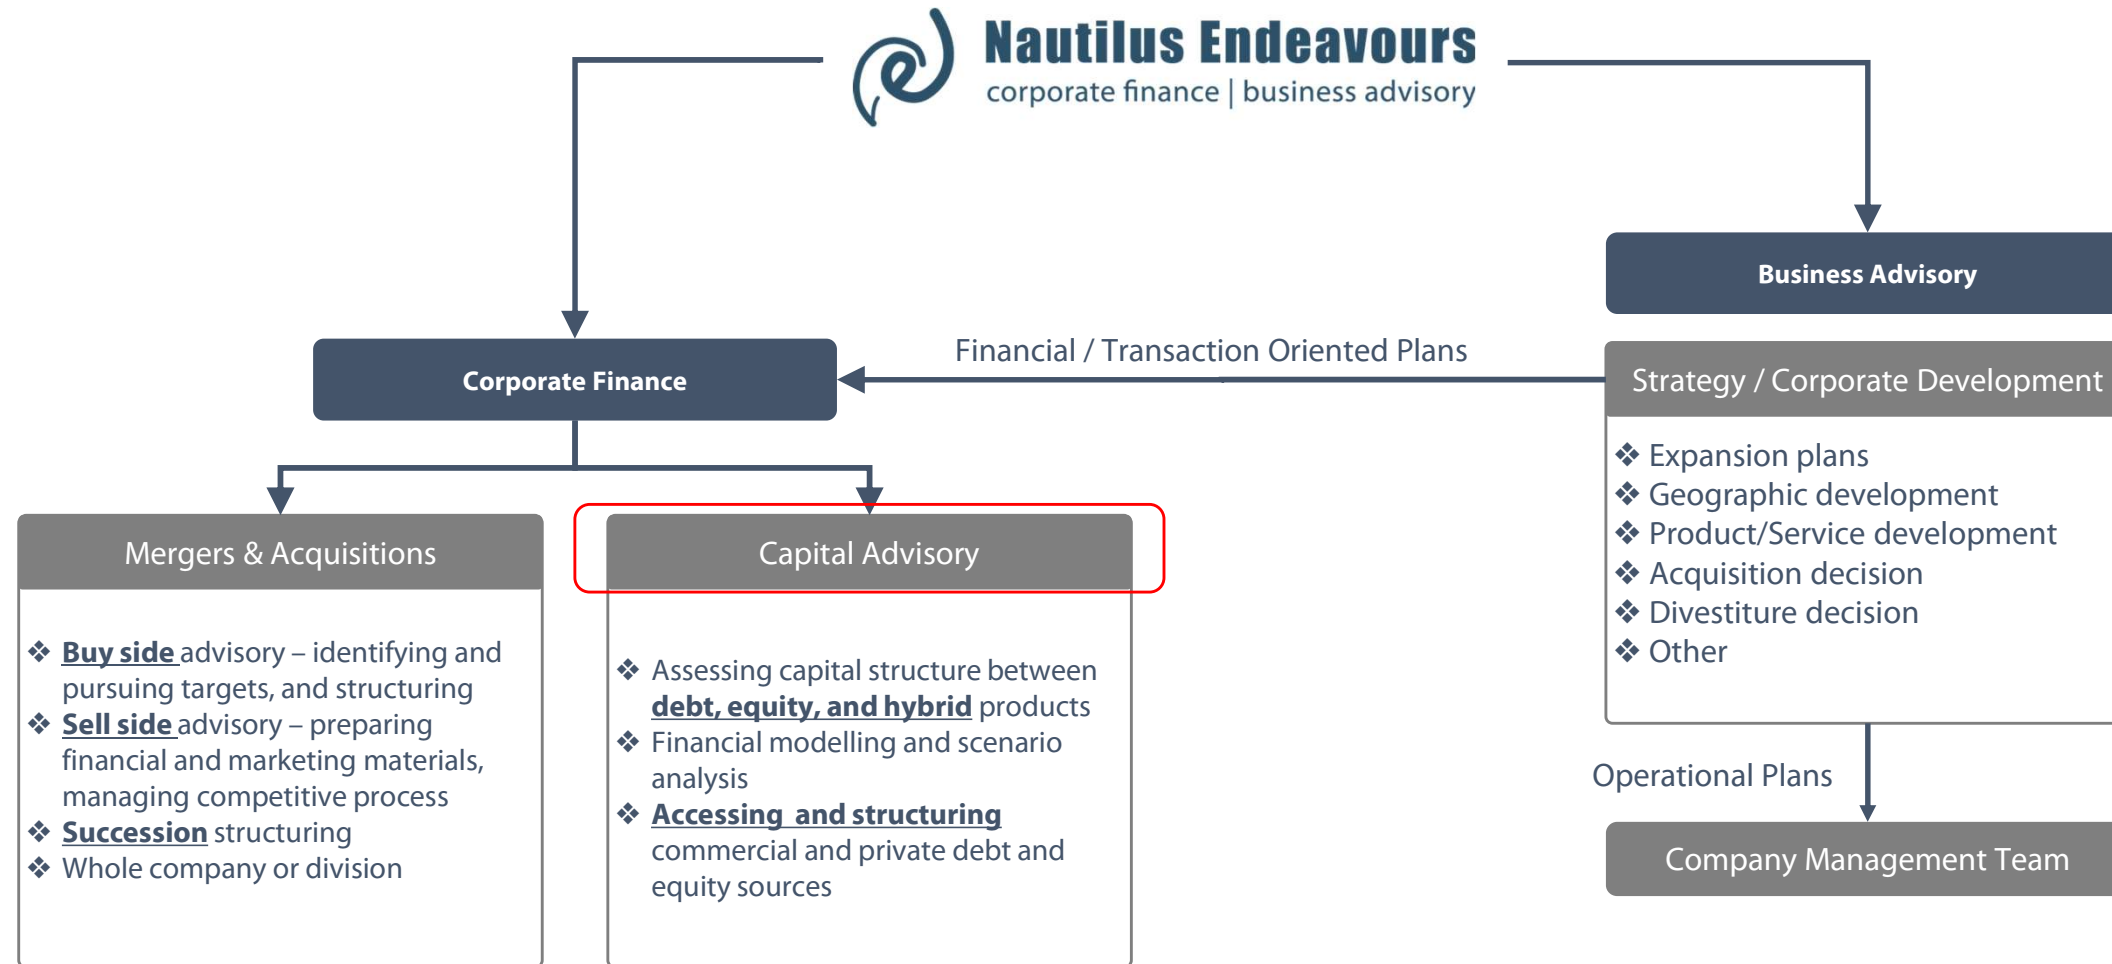 Nautilus Endeavours
corporate finance | business advisory
Business Advisory
Financial / Transaction Oriented Plans
Corporate Finance
Strategy / Corporate Development
❖ Expansion plans
❖ Geographic development
❖ Product/Service development
❖ Acquisition decision
❖ Divestiture decision
❖ Other
Mergers & Acquisitions
❖ Buy side advisory – identifying and
pursuing targets, and structuring
❖ Sell side advisory – preparing
financial and marketing materials,
managing competitive process
❖ Succession structuring
❖ Whole company or division
Capital Advisory
❖ Assessing capital structure between
debt, equity, and hybrid products
❖ Financial modelling and scenario
analysis
❖ Accessing  and structuring
commercial and private debt and
equity sources
Operational Plans
Company Management Team